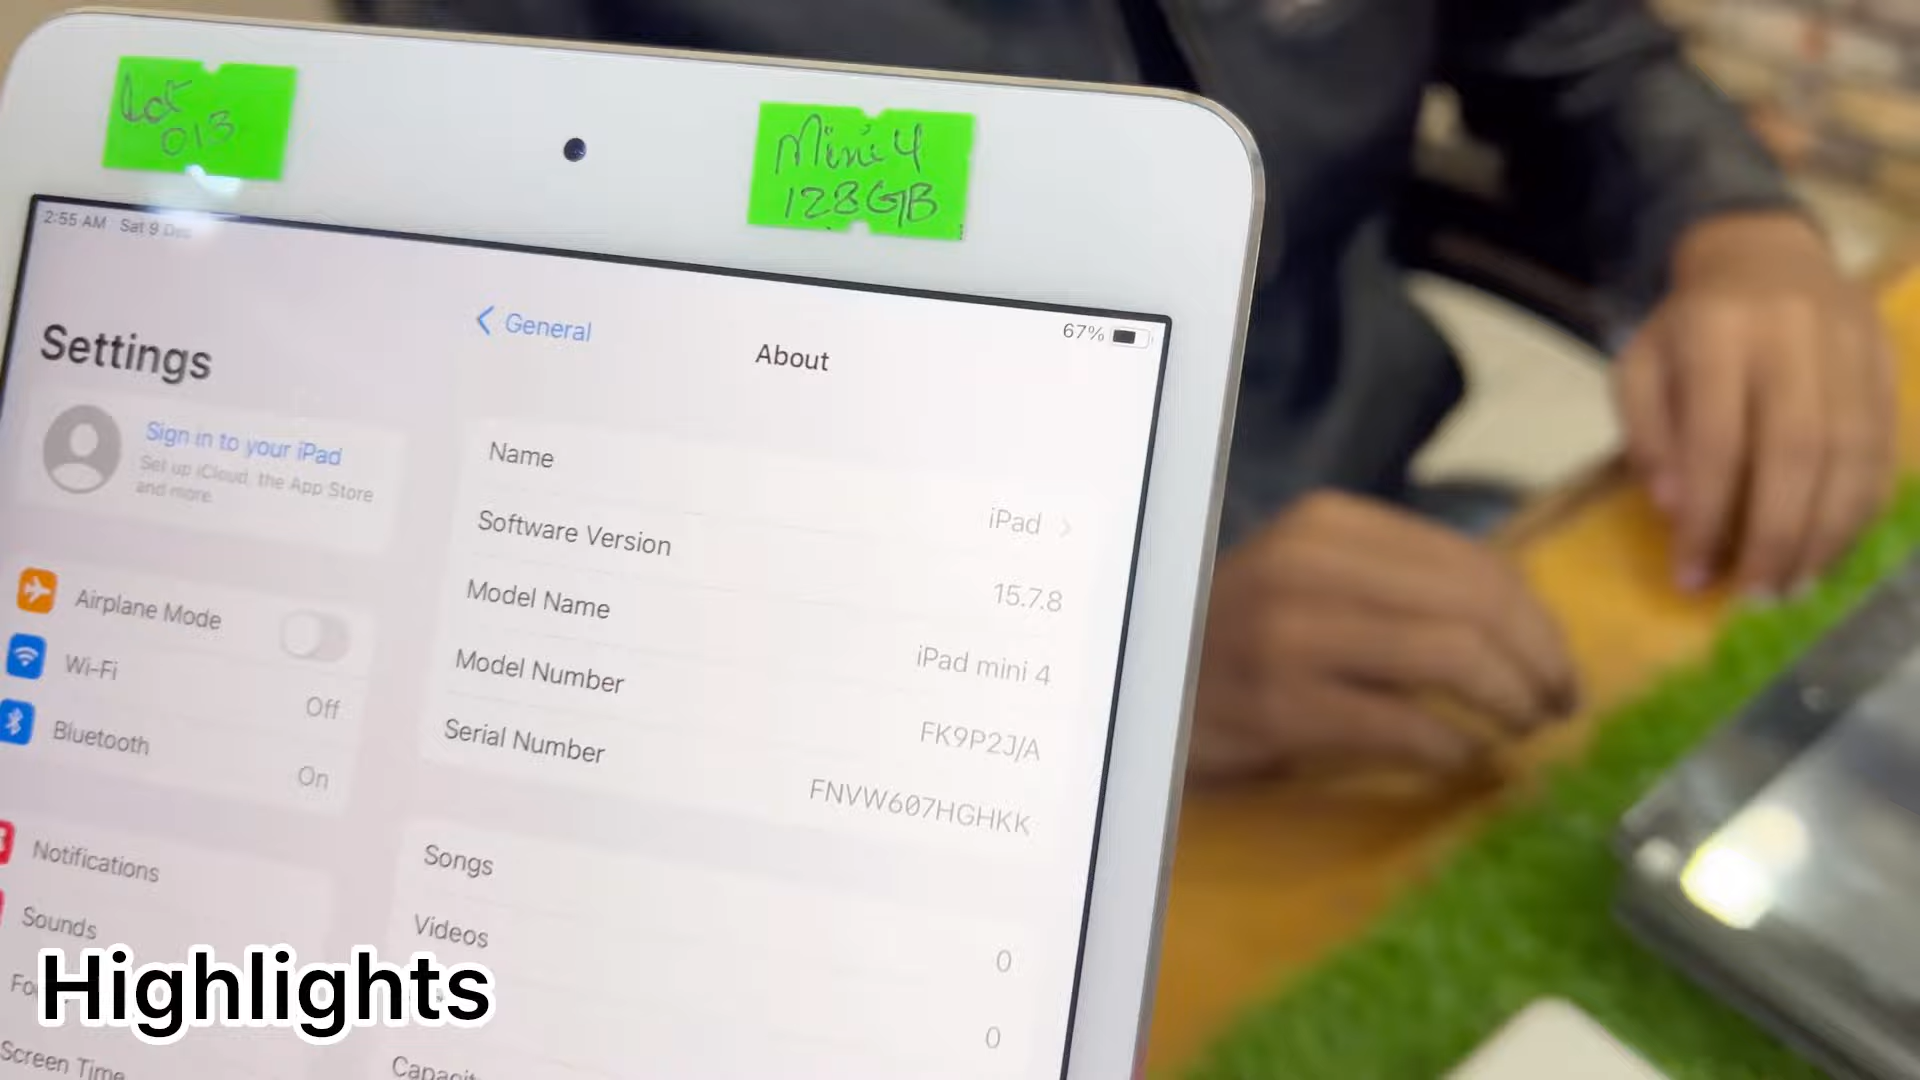 Lot
013
Mini 4
128GB
2:55 AM Sat 9 Dec
67%
Settings
General
About
Sign in to your iPad
Set up iCloud, the App Store
and more.
Name
iPad
Software Version
15.7.8
Model Name
iPad mini 4
Model Number
FK9P2J/A
Serial Number
FNVW607HGHKK
Airplane Mode
Wi-Fi
Off
Bluetooth
On
Notifications
Sounds
Screen Time
Songs
0
Videos
0
Highlights